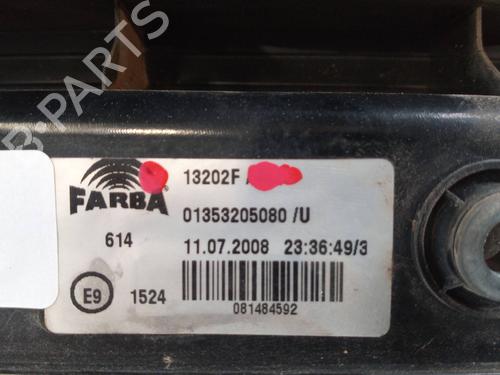 B-PARTS
13202F
FARBA
01353205080 /U
614
11.07.2008 23:36:49/3
E9 1524
081484592